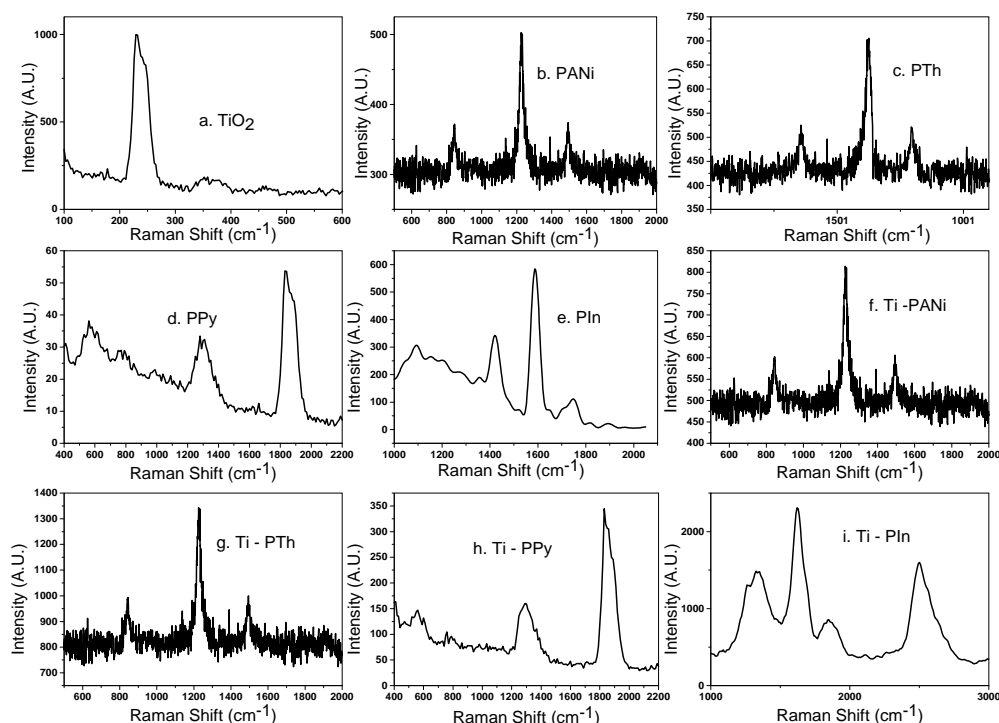 Intensity (A.U.)
1000
500
0
a. TiO2
100 200 300 400 500 600
Raman Shift (cm-1)
Intensity (A.U.)
500
400
300
b. PANi
600 800 1000 1200 1400 1600 1800 2000
Raman Shift (cm-1)
Intensity (A.U.)
750
700
650
600
550
500
450
400
350
c. PTh
1501 1001
Raman Shift (cm-1)
Intensity (A.U.)
60
50
40
30
20
10
0
d. PPy
400 600 800 1000 1200 1400 1600 1800 2000 2200
Raman Shift (cm-1)
Intensity (A.U.)
600
500
400
300
200
100
0
e. PIn
1000 1200 1400 1600 1800 2000
Raman Shift (cm-1)
Intensity (A.U.)
850
800
750
700
650
600
550
500
450
400
f. Ti -PANi
600 800 1000 1200 1400 1600 1800 2000
Raman Shift (cm-1)
Intensity (A.U.)
1400
1300
1200
1100
1000
900
800
700
g. Ti - PTh
600 800 1000 1200 1400 1600 1800 2000
Raman Shift (cm-1)
Intensity (A.U.)
350
300
250
200
150
100
50
0
h. Ti - PPy
400 600 800 1000 1200 1400 1600 1800 2000 2200
Raman Shift (cm-1)
Intensity (A.U.)
2000
1000
0
i. Ti - PIn
1000 2000 3000
Raman Shift (cm-1)